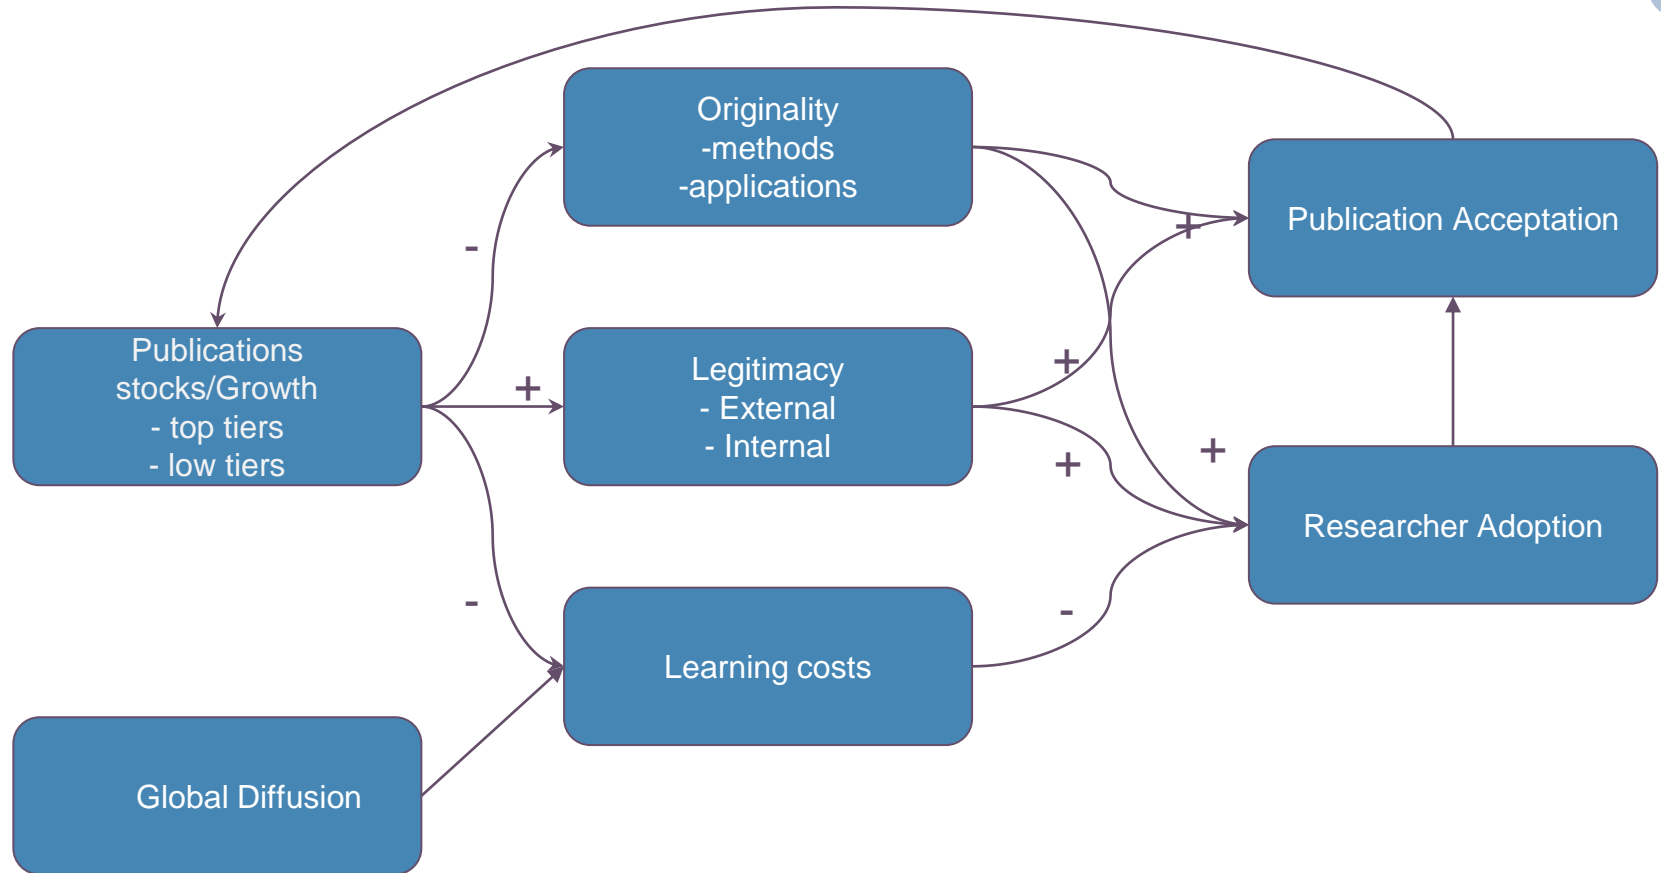 Originality
-methods
-applications
Publication Acceptation
+
-
Publications
stocks/Growth
- top tiers
- low tiers
+
Legitimacy
- External
- Internal
+
+
+
Researcher Adoption
-
-
Learning costs
Global Diffusion